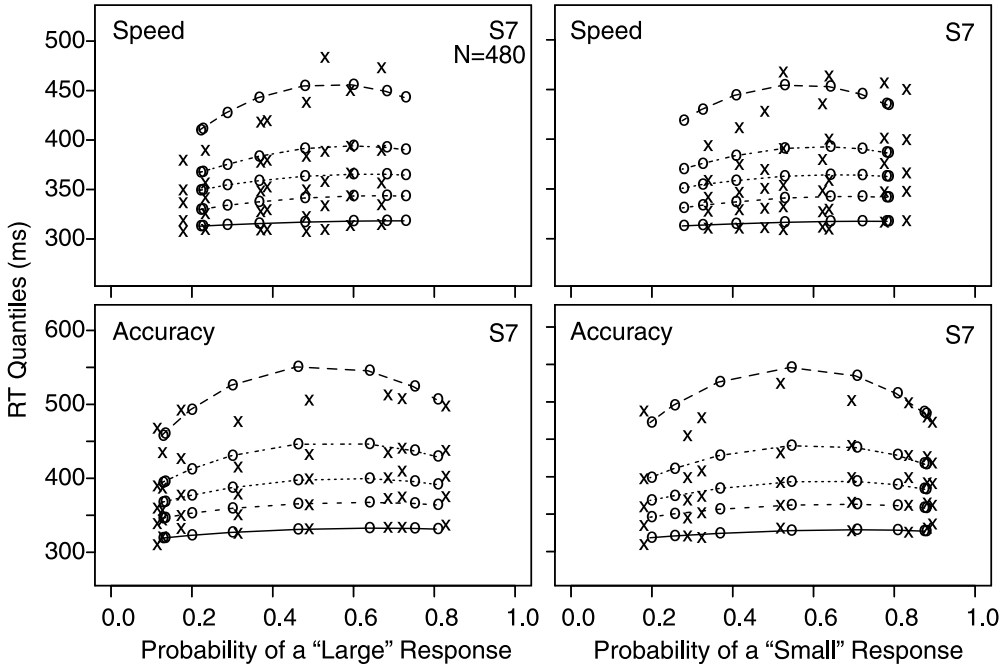 Speed S7
N=480
Speed S7
500
450
400
350
300
RT Quantiles (ms)
Accuracy S7
Accuracy S7
600
500
400
300
0.0 0.2 0.4 0.6 0.8 1.0
0.0 0.2 0.4 0.6 0.8 1.0
Probability of a “Large” Response
Probability of a “Small” Response